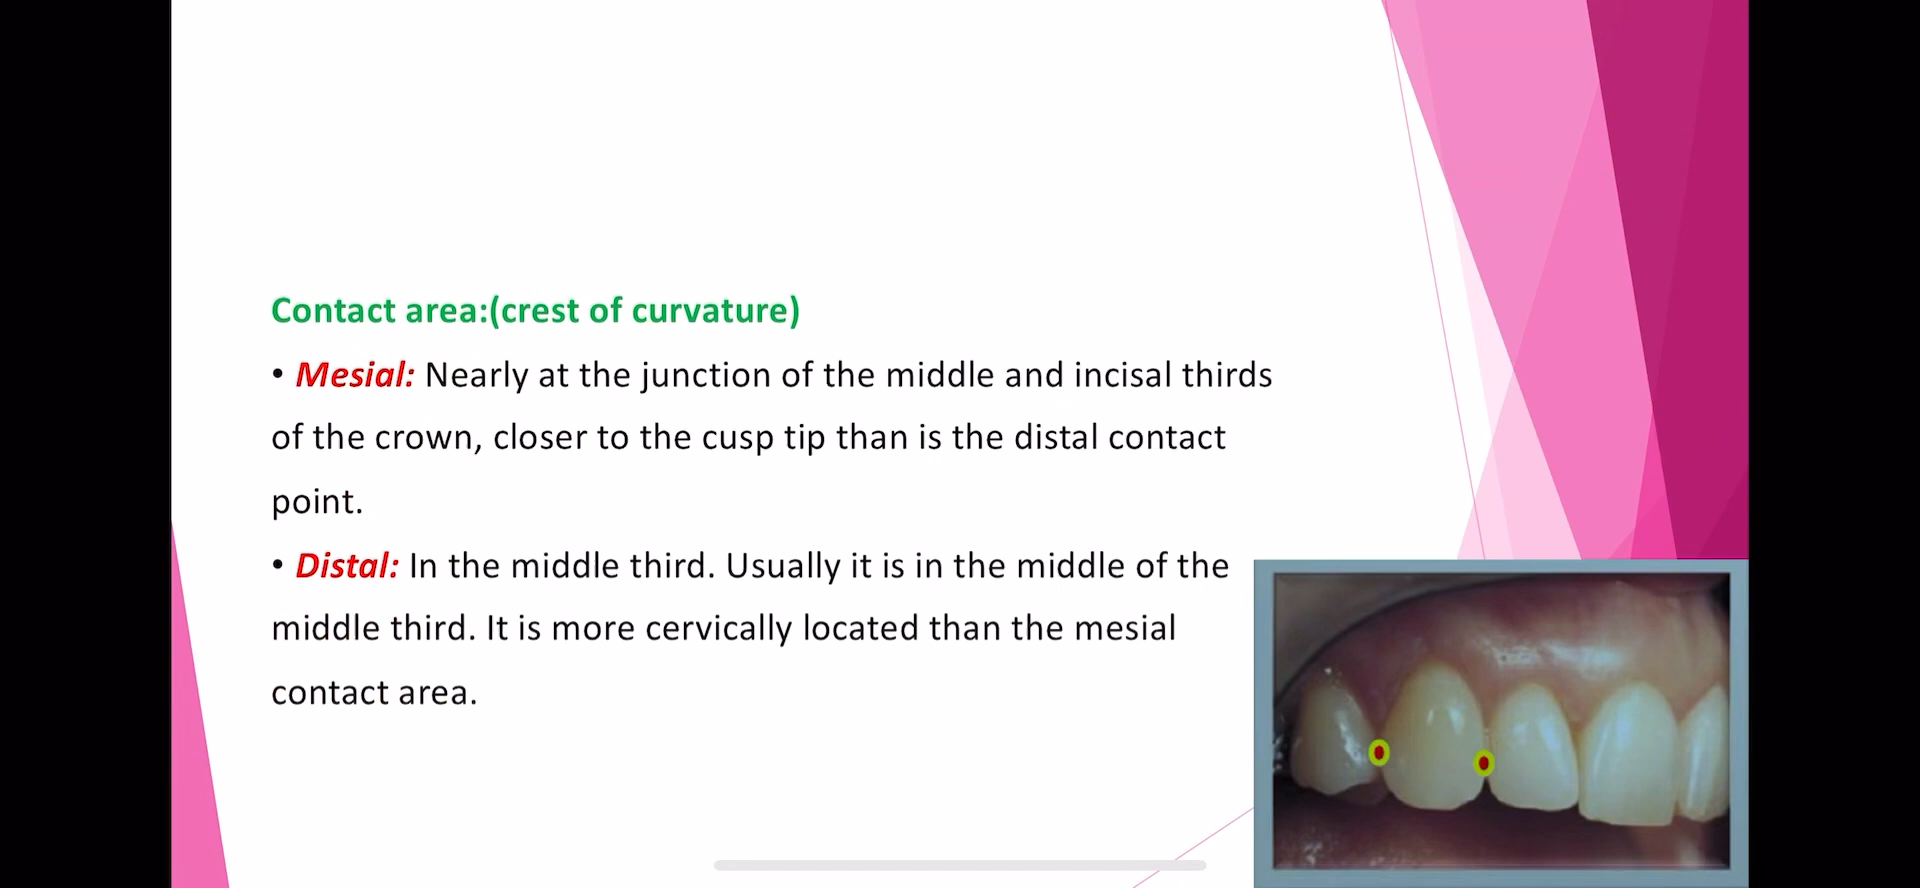 Contact area:(crest of curvature)
• Mesial: Nearly at the junction of the middle and incisal thirds
of the crown, closer to the cusp tip than is the distal contact
point.
• Distal: In the middle third. Usually it is in the middle of the
middle third. It is more cervically located than the mesial
contact area.